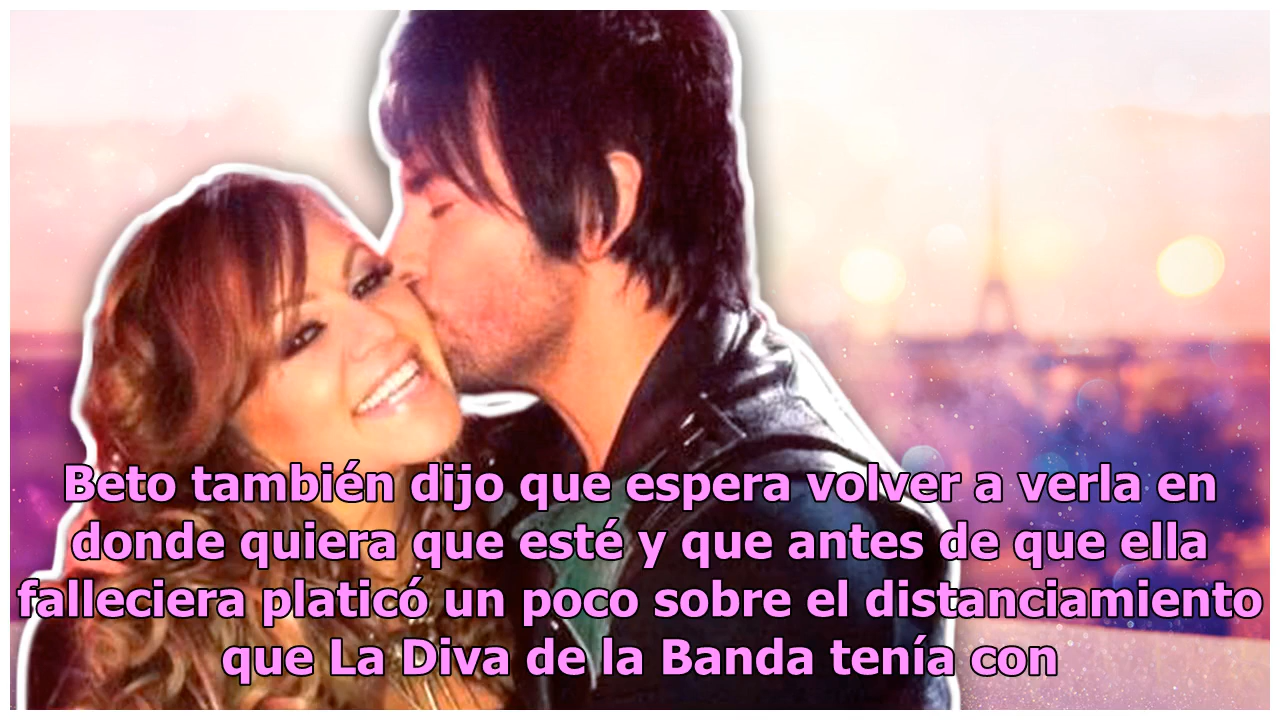 Beto también dijo que espera volver a verla en
donde quiera que esté y que antes de que ella
falleciera platicó un poco sobre el distanciamiento
que La Diva de la Banda tenía con